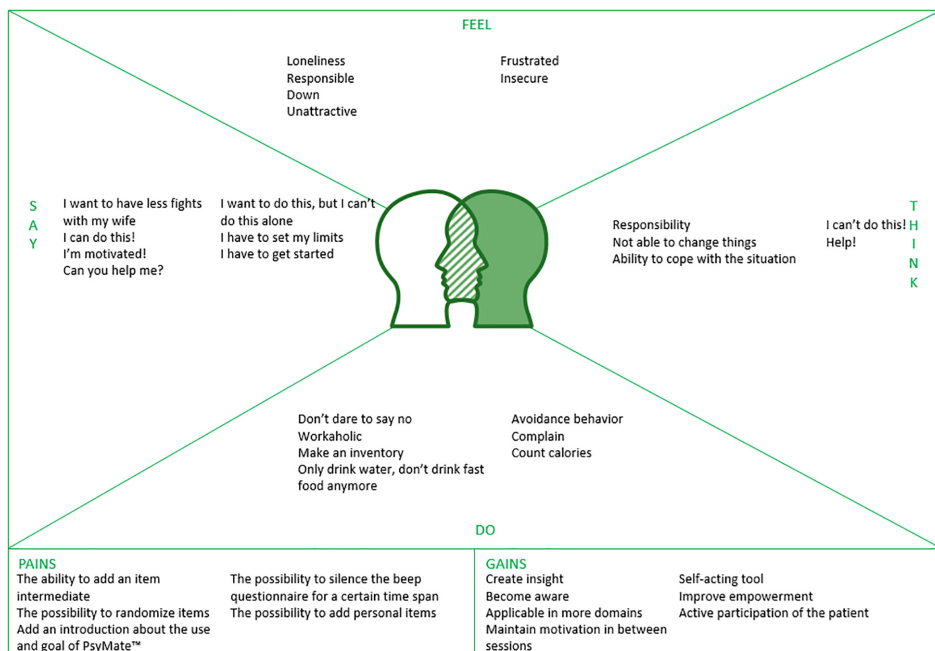 FEEL
Loneliness
Responsible
Down
Unattractive
Frustrated
Insecure
SAY
I want to have less fights
with my wife
I can do this!
I'm motivated!
Can you help me?
I want to do this, but I can't
do this alone
I have to set my limits
I have to get started
Responsibility
Not able to change things
Ability to cope with the situation
I can't do this!
Help!
THINK
Don't dare to say no
Workaholic
Make an inventory
Only drink water, don't drink fast
food anymore
Avoidance behavior
Complain
Count calories
DO
PAINS
The ability to add an item
intermediate
The possibility to randomize items
Add an introduction about the use
and goal of PsyMate™
The possibility to silence the beep
questionnaire for a certain time span
The possibility to add personal items
GAINS
Create insight
Become aware
Applicable in more domains
Maintain motivation in between
sessions
Self-acting tool
Improve empowerment
Active participation of the patient